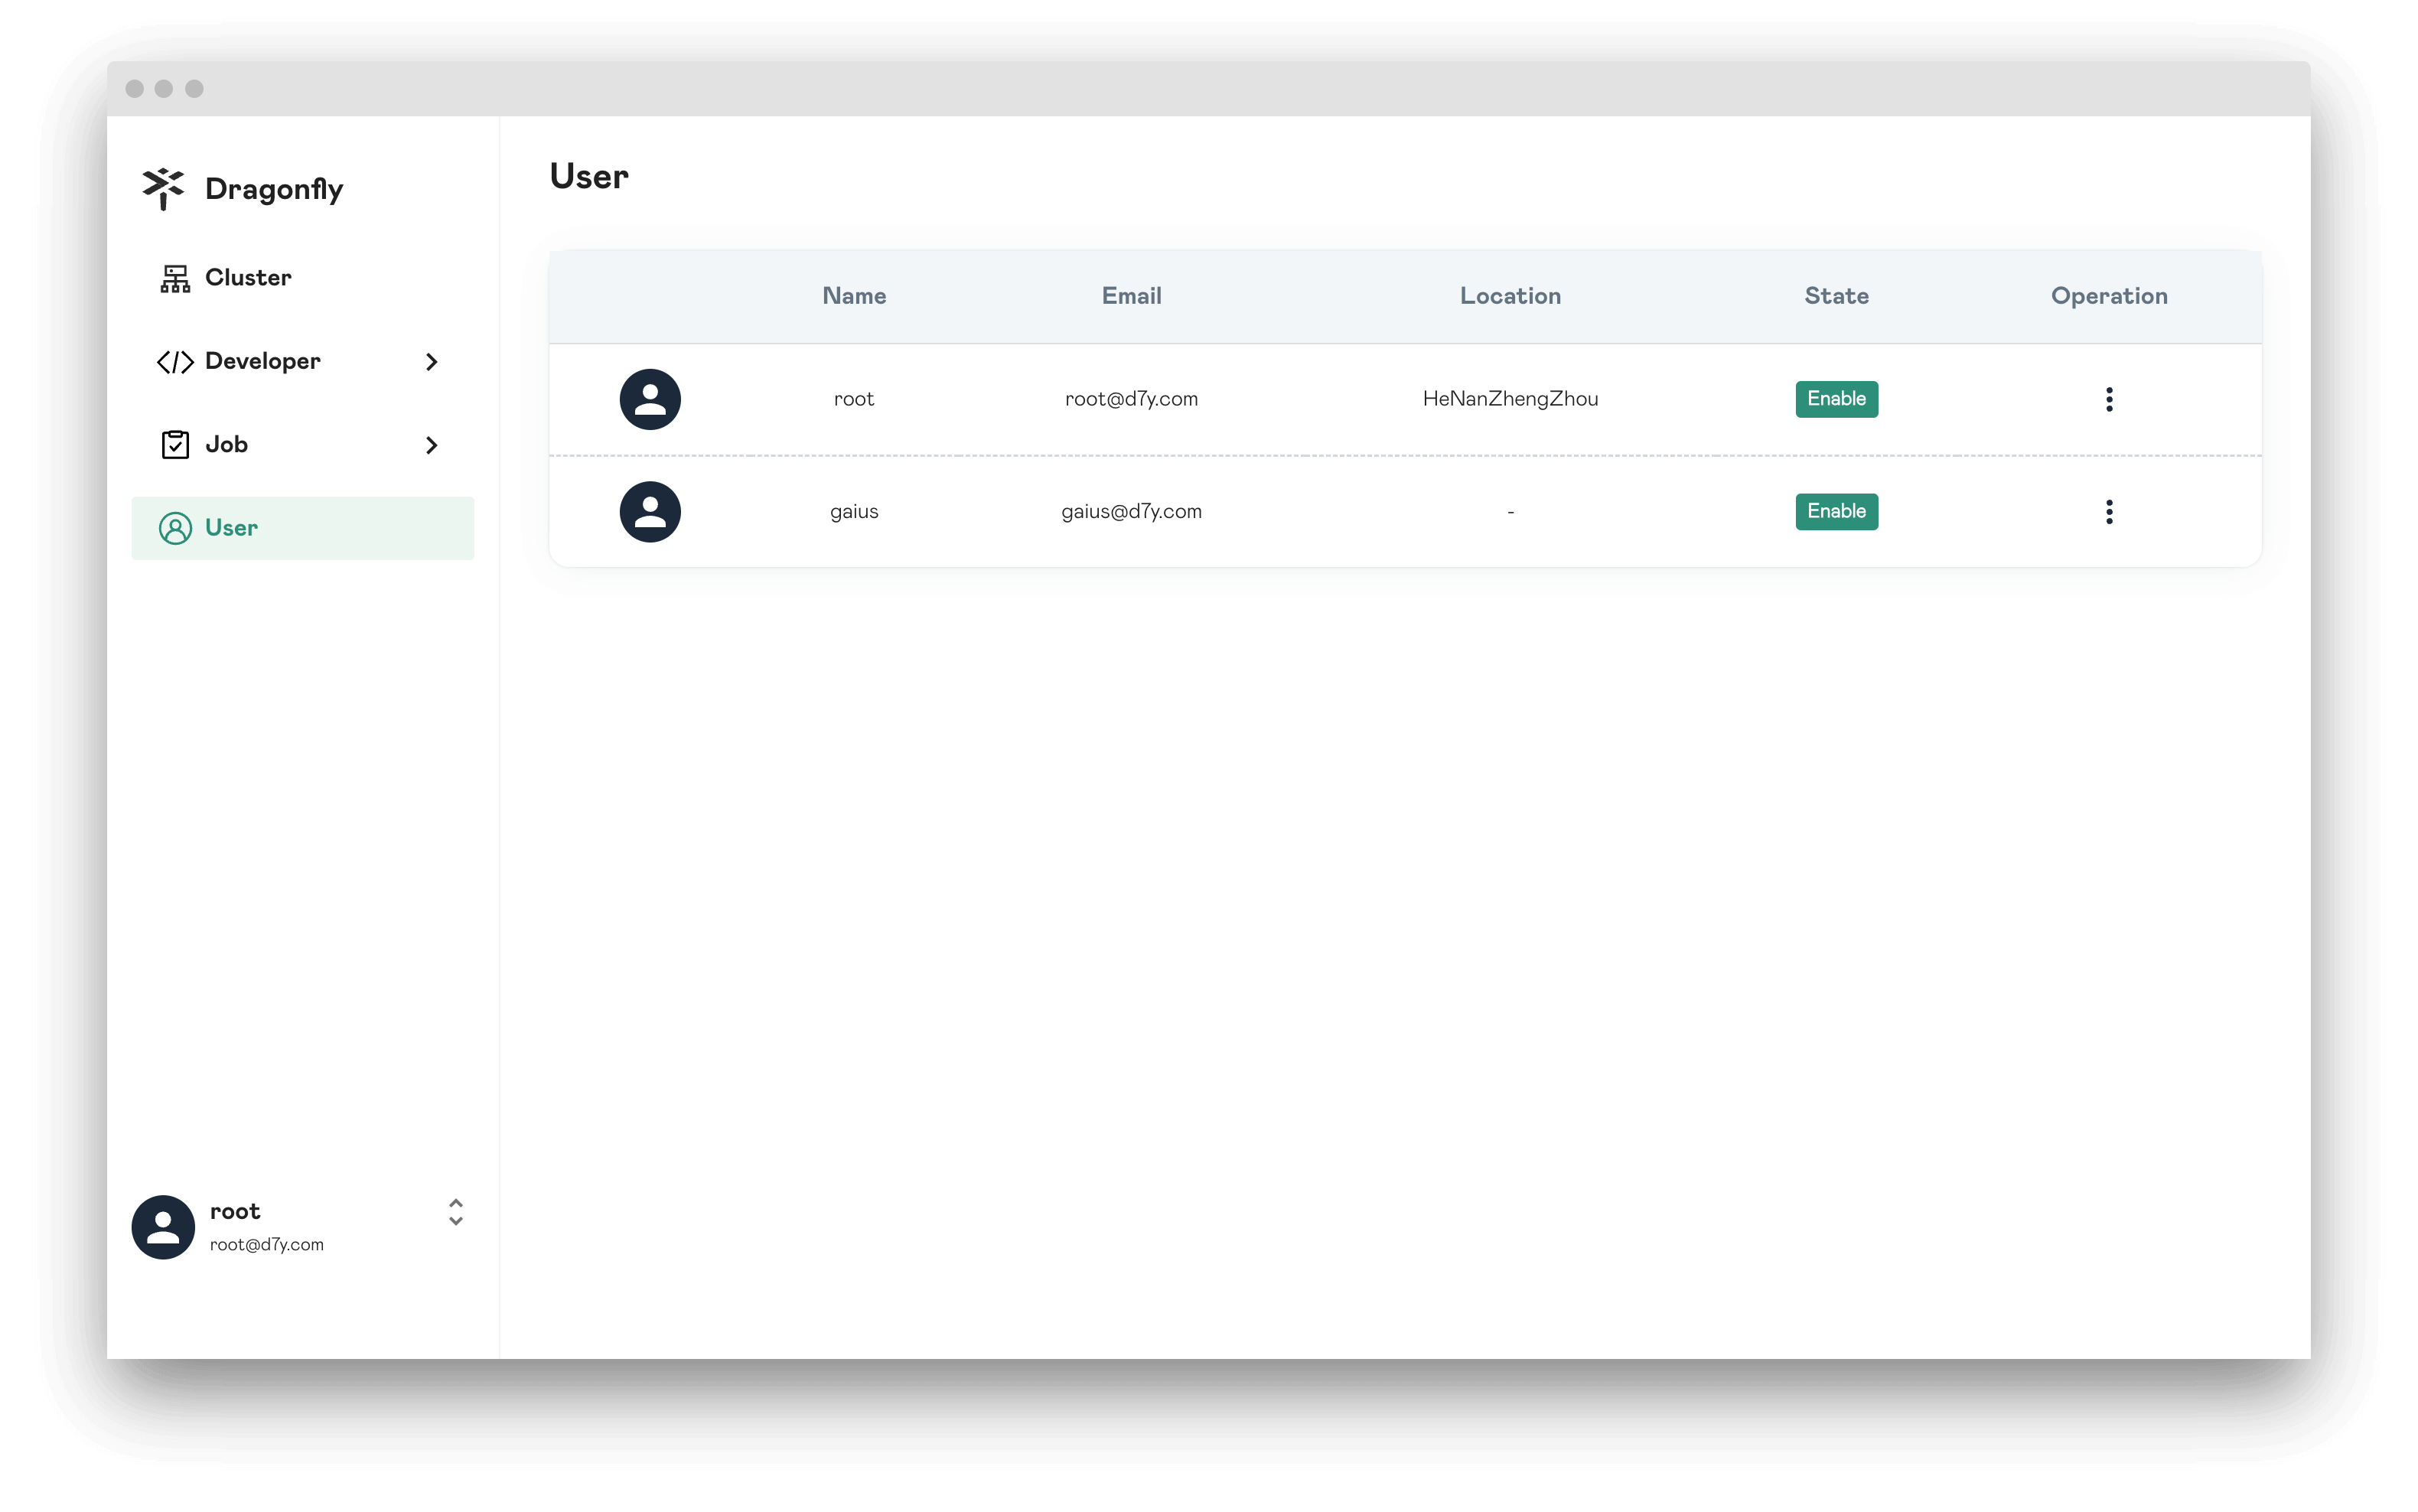 Dragonfly
Cluster
Developer
Job
User
root
root@d7y.com
User
Name Email Location State Operation
root root@d7y.com HeNanZhengZhou Enable
gaius gaius@d7y.com - Enable